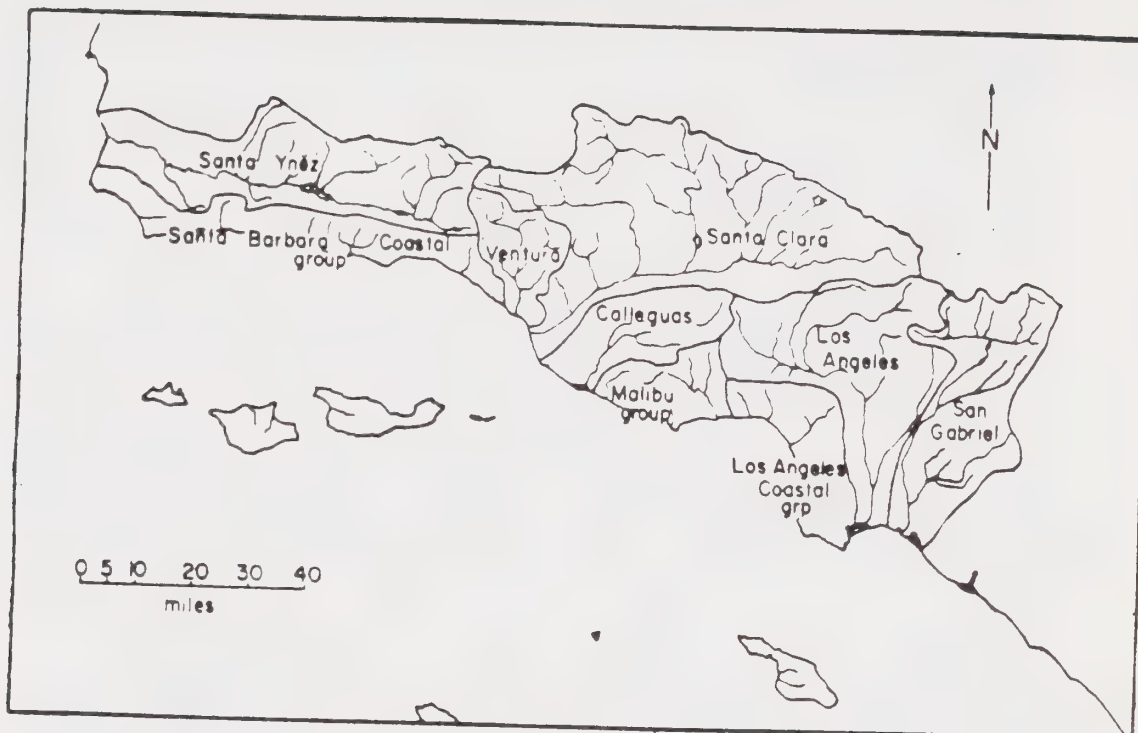 N
Santa Ynez
Santa Barbara Coastal
group
Ventura
Santa Clara
Calleguas
Los
Angeles
Malibu
group
San
Gabriel
Los Angeles
Coastal
grp
0 5 10 20 30 40
miles